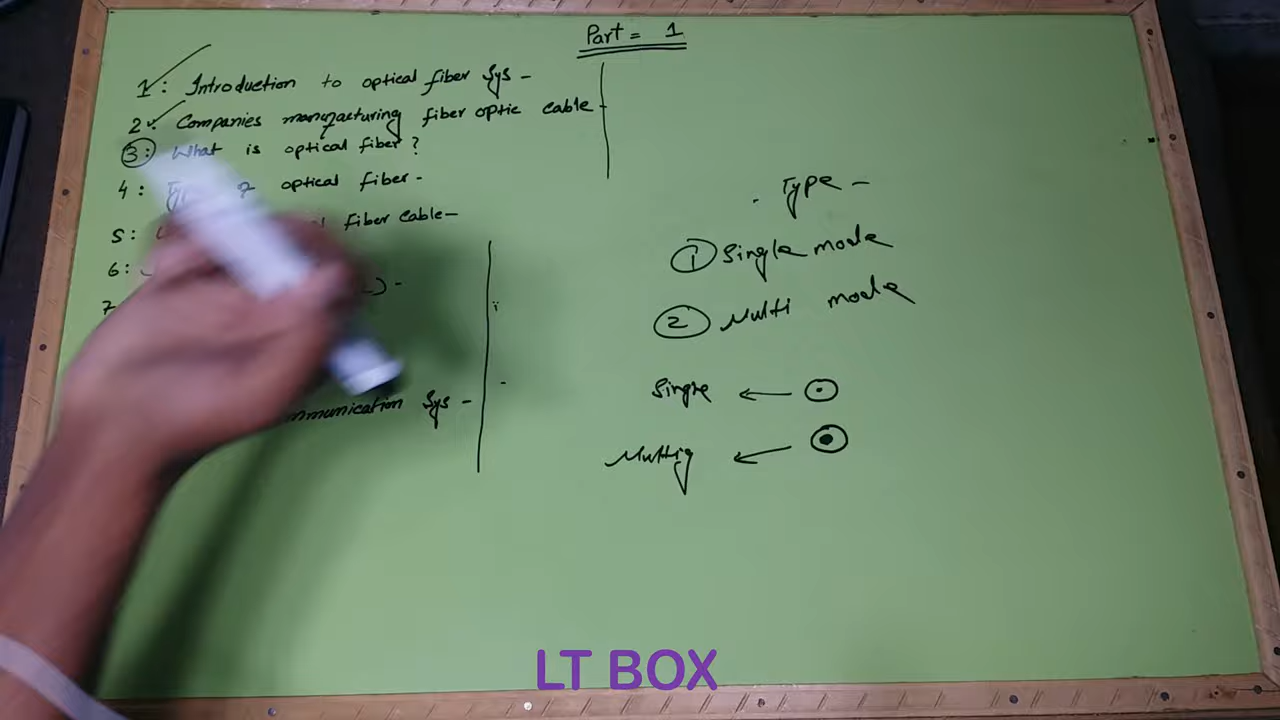 Part = 1
1: Introduction to optical fiber Sys -
2: Companies manufacturing fiber optic cable -
3: What is optical fiber ?
4: optical fiber -
5: fiber cable -
6:
7
mmunication Sys -
Type -
1 Single mode
2 Multi mode
Single
LT BOX